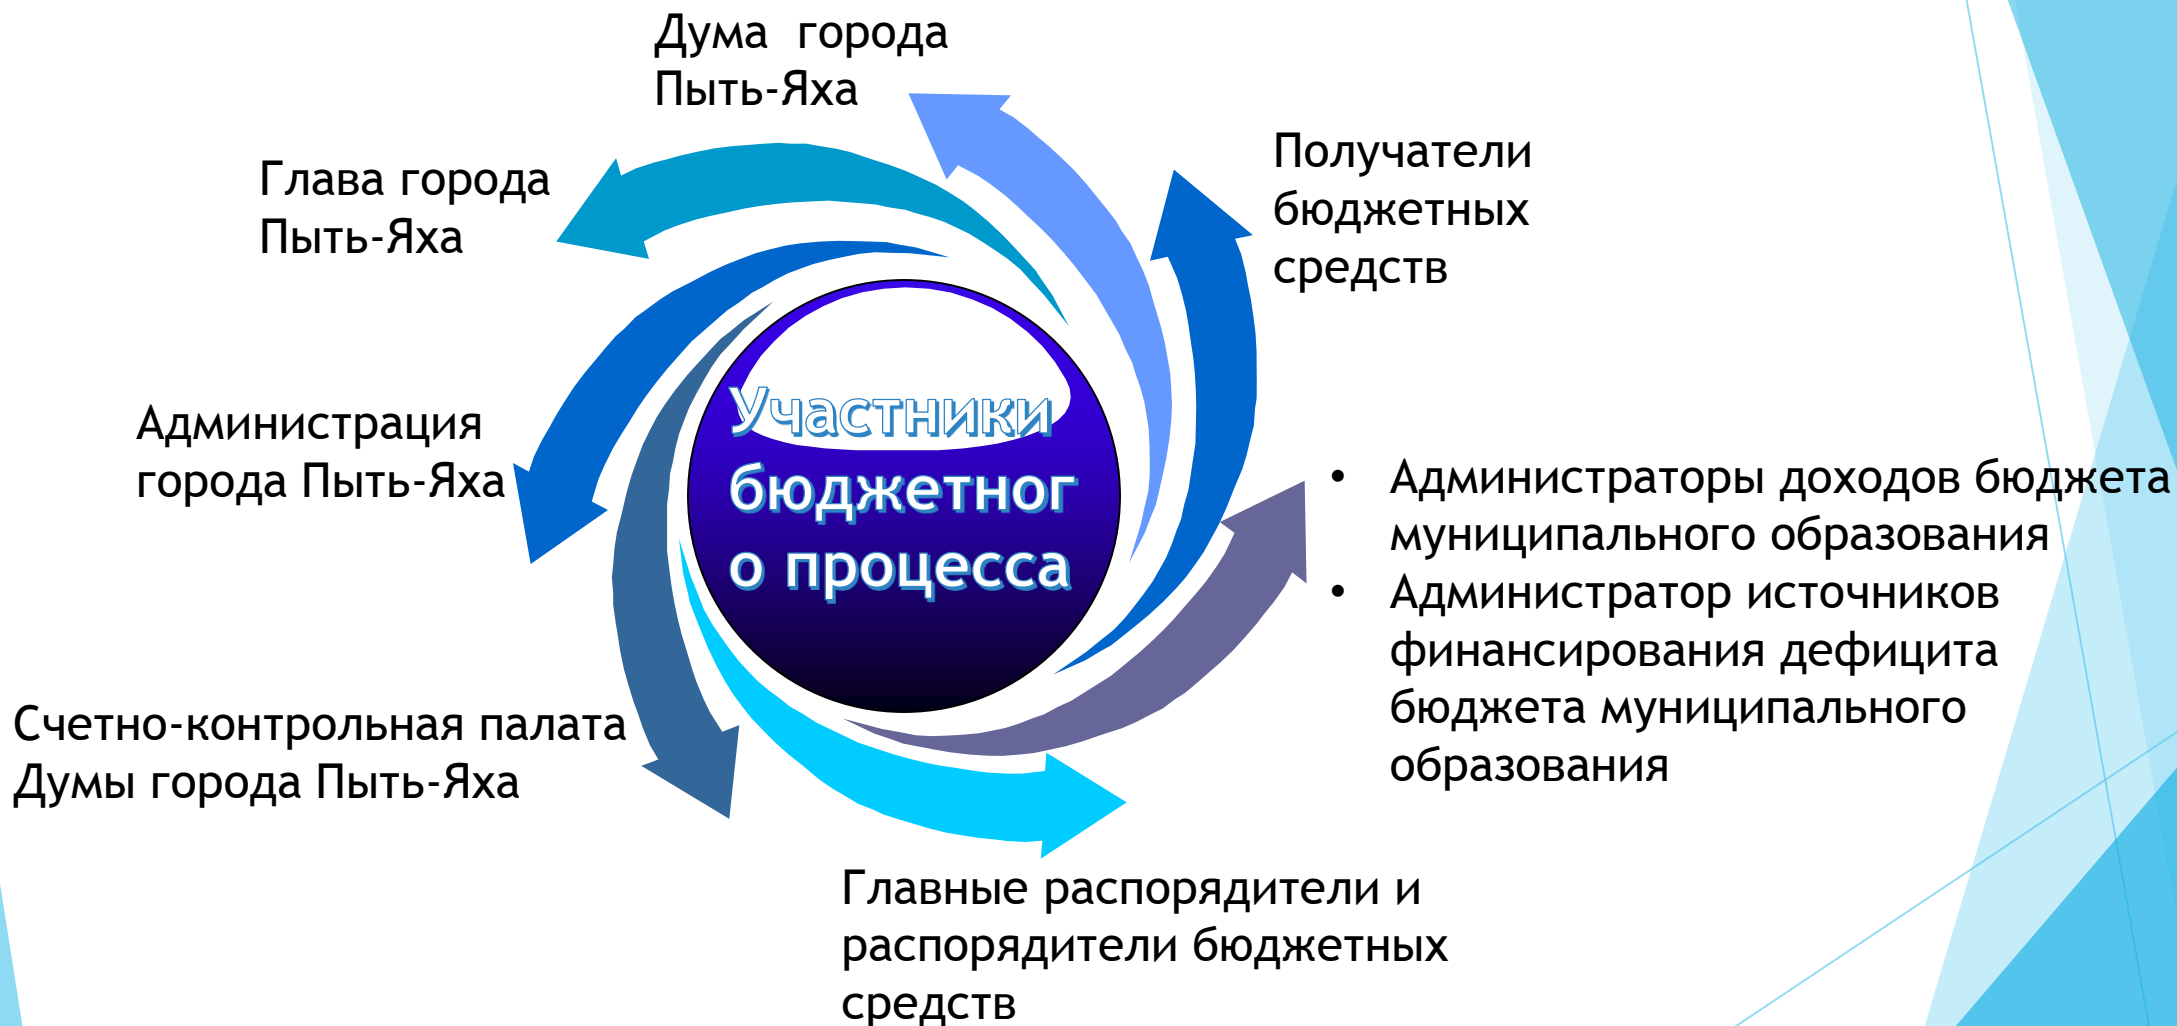 Дума города
Пыть-Яха
Глава города
Пыть-Яха
Получатели
бюджетных
средств
Администрация
города Пыть-Яха
Участники
бюджетног
о процесса
• Администраторы доходов бюджета
муниципального образования
• Администратор источников
финансирования дефицита
бюджета муниципального
образования
Счетно-контрольная палата
Думы города Пыть-Яха
Главные распорядители и
распорядители бюджетных
средств